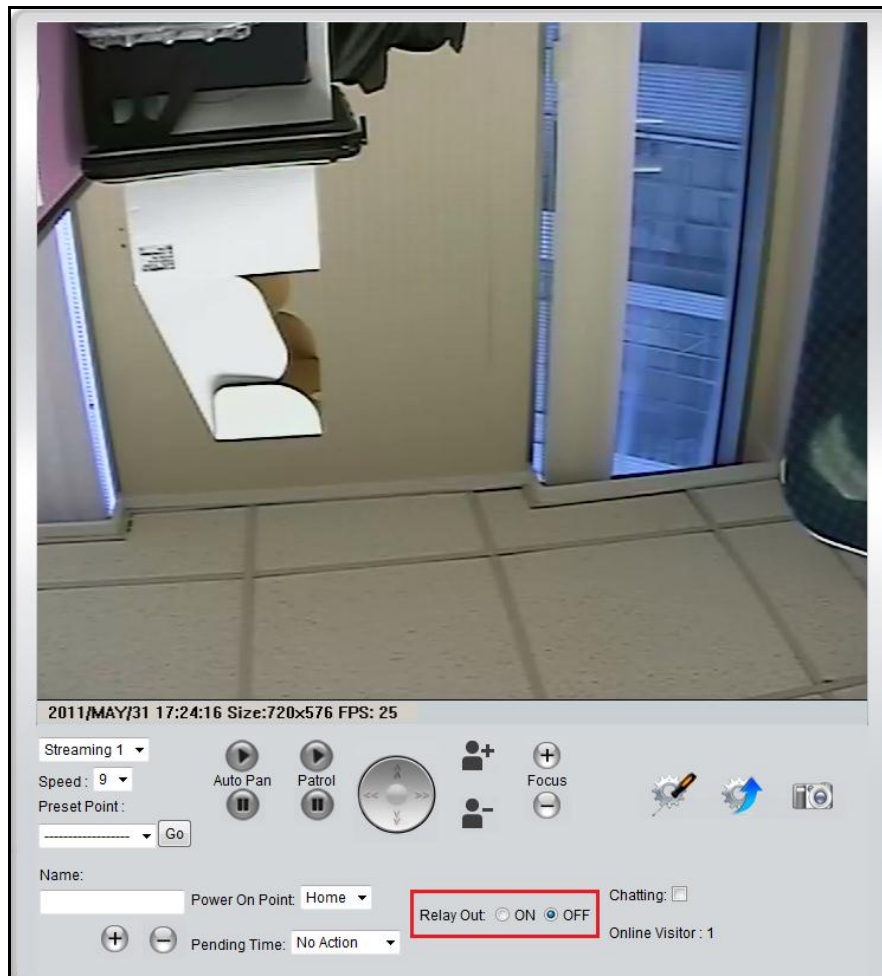 2011/MAY/31 17:24:16 Size:720x576 FPS: 25
Streaming 1
Speed : 9
Preset Point :
------------------ Go
Auto Pan
Patrol
Focus
Name:
Power On Point: Home
Pending Time: No Action
Relay Out: ON OFF
Chatting:
Online Visitor : 1